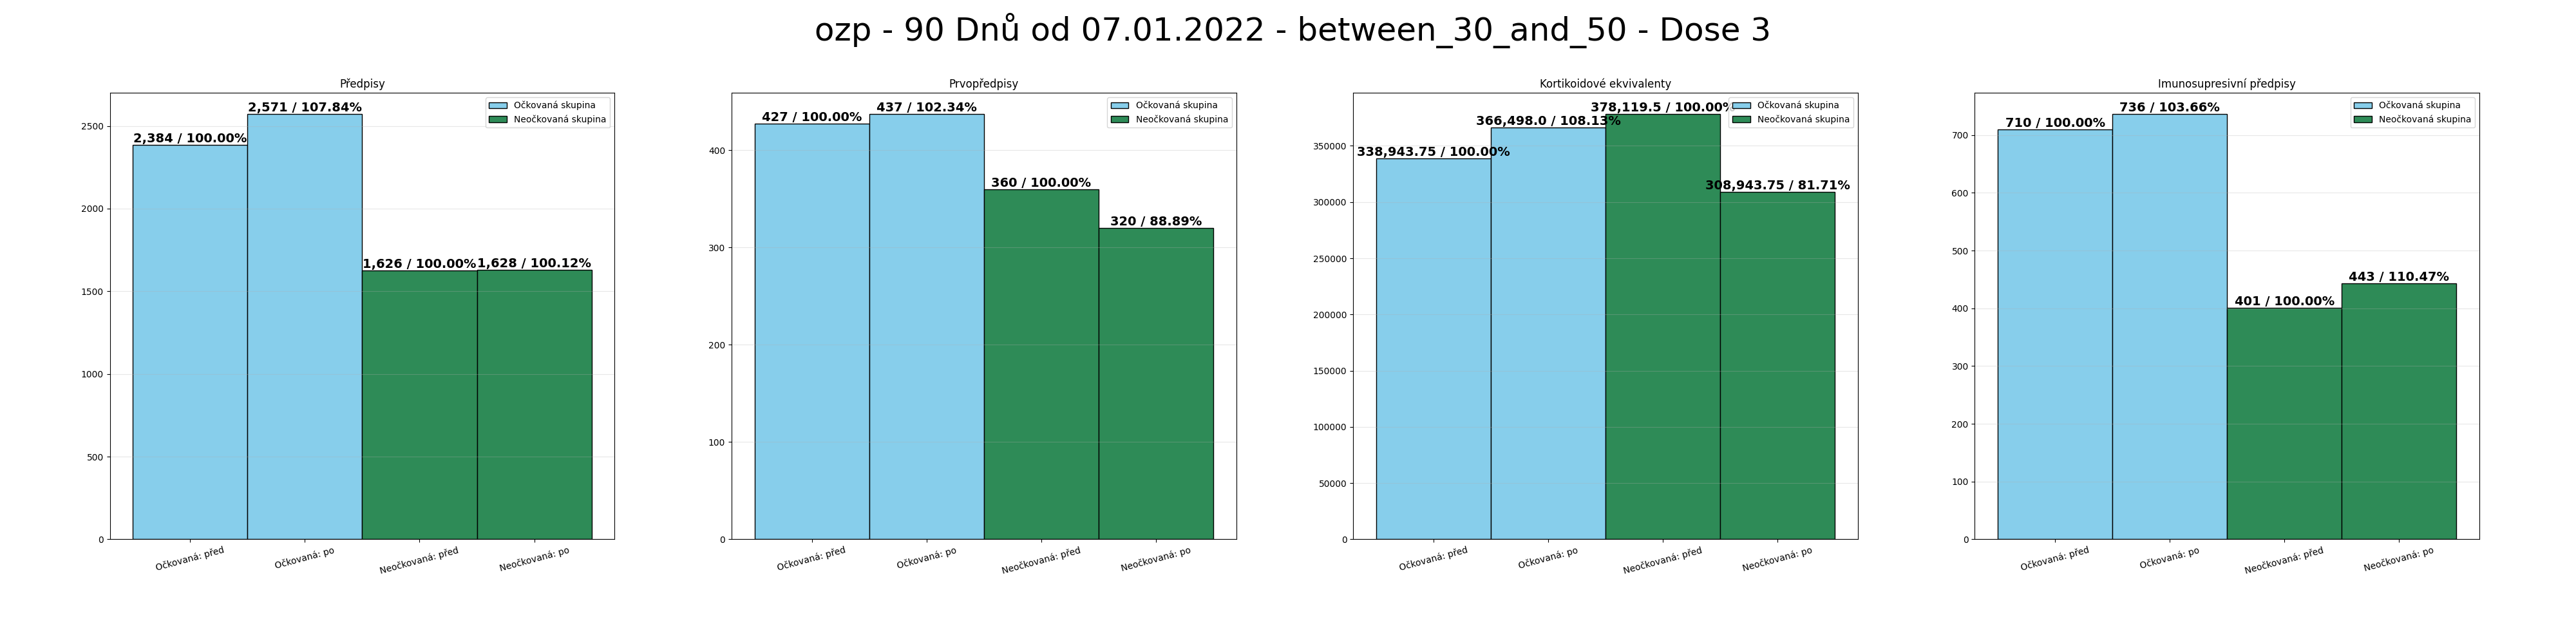 ozp - 90 Dnů od 07.01.2022 - between_30_and_50 - Dose 3
Předpisy
2,384 / 100.00%
2,571 / 107.84%
1,626 / 100.00%
1,628 / 100.12%
Očkovaná skupina
Neočkovaná skupina
2500
2000
1500
1000
500
0
Očkovaná: před
Očkovaná: po
Neočkovaná: před
Neočkovaná: po
Prvopředpisy
427 / 100.00%
437 / 102.34%
360 / 100.00%
320 / 88.89%
Očkovaná skupina
Neočkovaná skupina
400
300
200
100
0
Očkovaná: před
Očkovaná: po
Neočkovaná: před
Neočkovaná: po
Kortikoidové ekvivalenty
338,943.75 / 100.00%
366,498.0 / 108.13%
378,119.5 / 100.00%
308,943.75 / 81.71%
Očkovaná skupina
Neočkovaná skupina
350000
300000
250000
200000
150000
100000
50000
0
Očkovaná: před
Očkovaná: po
Neočkovaná: před
Neočkovaná: po
Imunosupresivní předpisy
710 / 100.00%
736 / 103.66%
401 / 100.00%
443 / 110.47%
Očkovaná skupina
Neočkovaná skupina
700
600
500
400
300
200
100
0
Očkovaná: před
Očkovaná: po
Neočkovaná: před
Neočkovaná: po